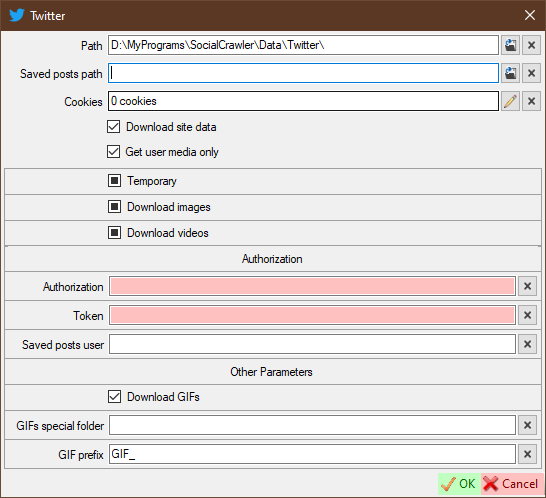 Twitter
Path D:\MyPrograms\SocialCrawler\Data\Twitter\
Saved posts path
Cookies 0 cookies
Download site data
Get user media only
Temporary
Download images
Download videos
Authorization
Authorization
Token
Saved posts user
Other Parameters
Download GIFs
GIFs special folder
GIF prefix GIF_
OK Cancel